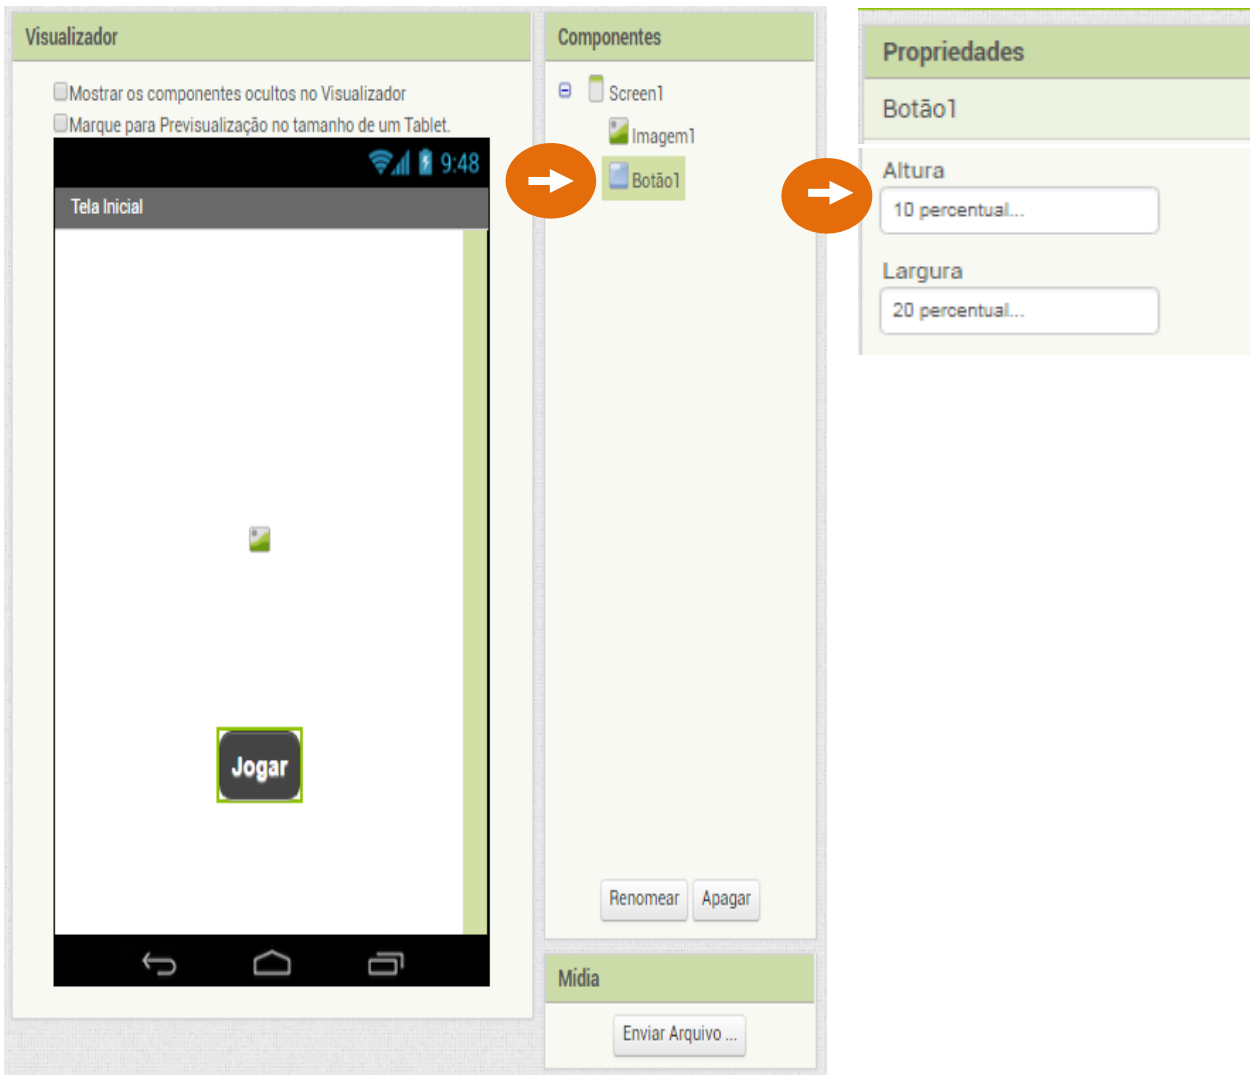 Visualizador
Mostrar os componentes ocultos no Visualizador
Marque para Previsualização no tamanho de um Tablet.
9:48
Tela Inicial
Jogar
Componentes
Screen1
Imagem1
Botão1
Renomear Apagar
Mídia
Enviar Arquivo ...
Propriedades
Botão1
Altura
10 percentual...
Largura
20 percentual...